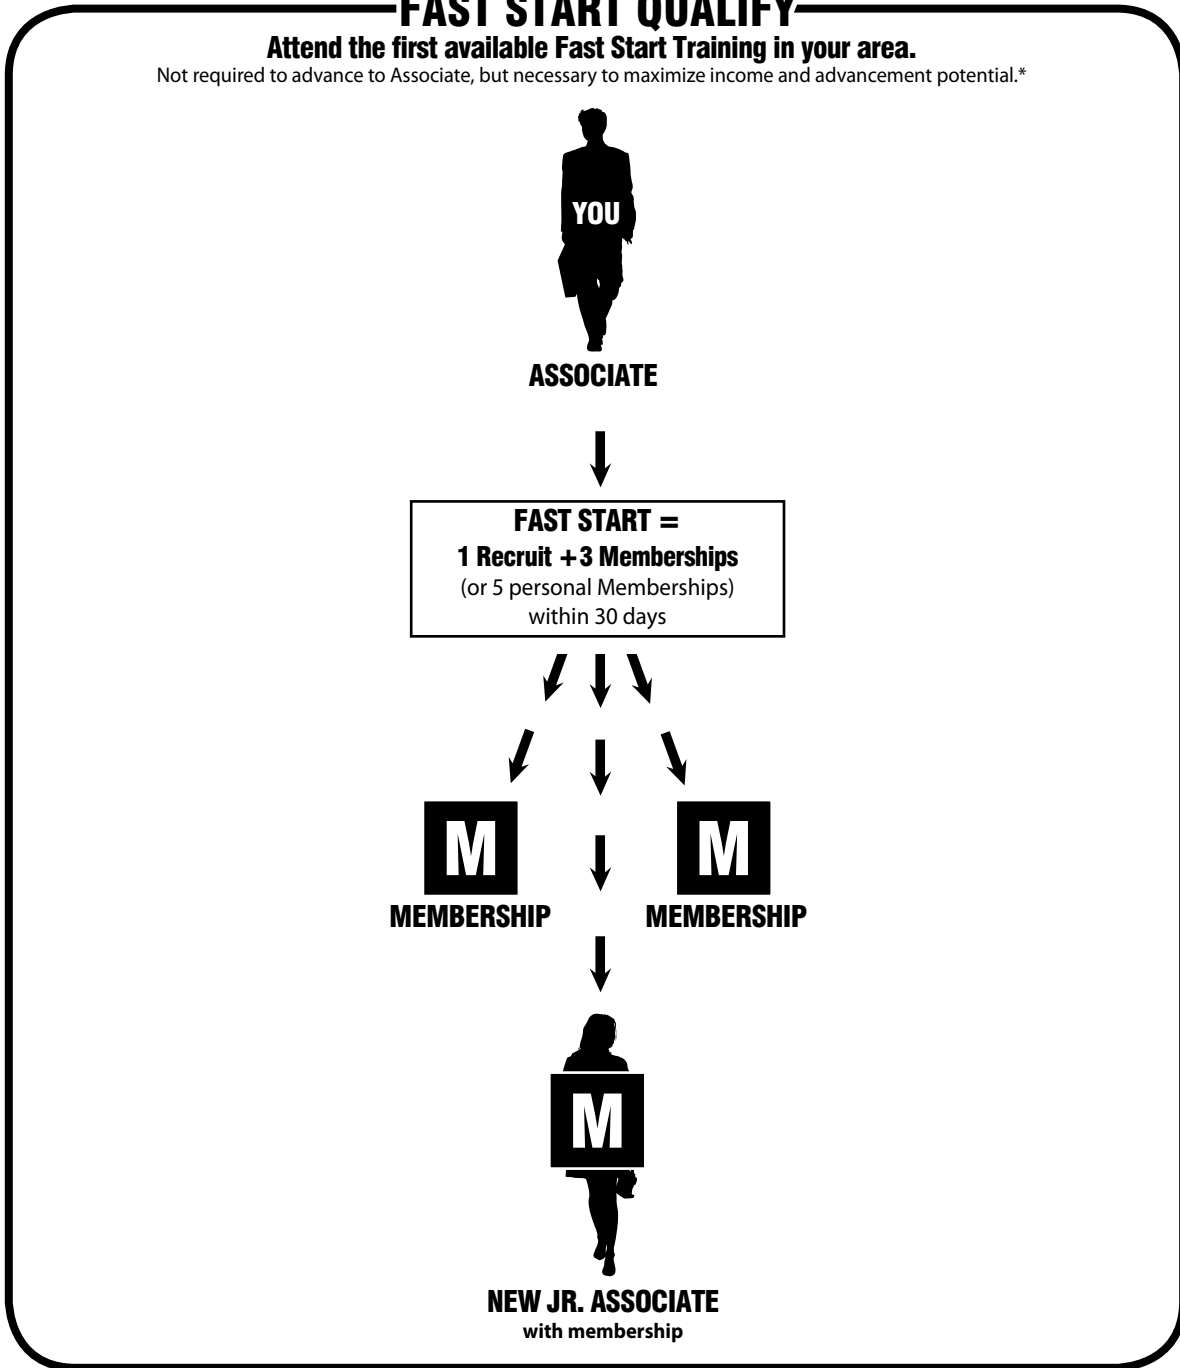 FAST START QUALIFY
Attend the first available Fast Start Training in your area.
Not required to advance to Associate, but necessary to maximize income and advancement potential.*
YOU
ASSOCIATE
FAST START =
1 Recruit + 3 Memberships
(or 5 personal Memberships)
within 30 days
M M
MEMBERSHIP MEMBERSHIP
M
NEW JR. ASSOCIATE
with membership